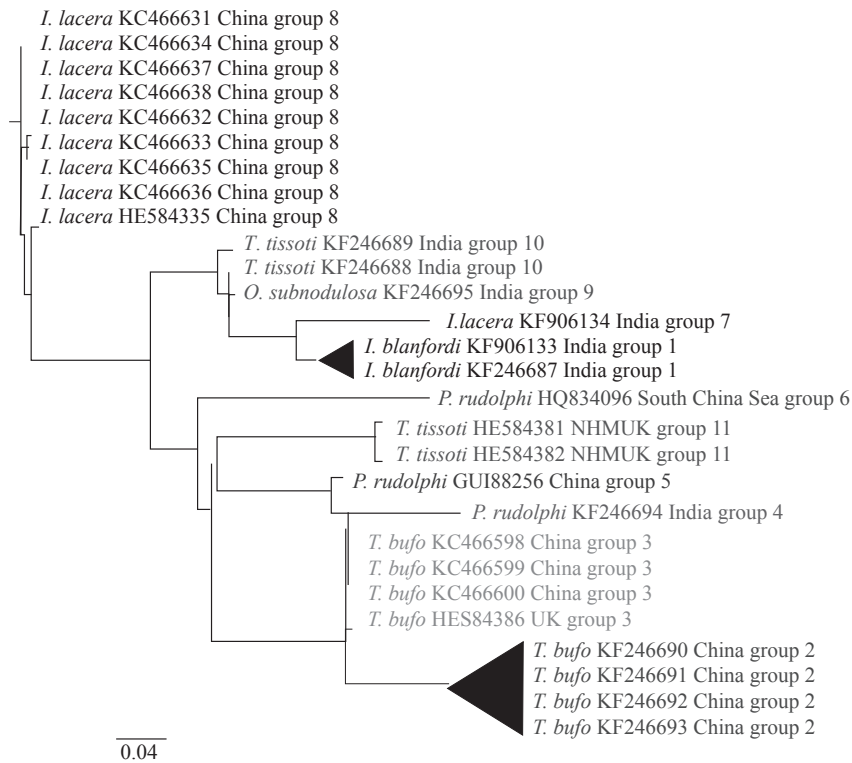 I. lacera KC466631 China group 8
I. lacera KC466634 China group 8
I. lacera KC466637 China group 8
I. lacera KC466638 China group 8
I. lacera KC466632 China group 8
I. lacera KC466633 China group 8
I. lacera KC466635 China group 8
I. lacera KC466636 China group 8
I. lacera HE584335 China group 8
T. tissoti KF246689 India group 10
T. tissoti KF246688 India group 10
O. subnodulosa KF246695 India group 9
I.lacera KF906134 India group 7
I. blanfordi KF906133 India group 1
I. blanfordi KF246687 India group 1
P. rudolphi HQ834096 South China Sea group 6
T. tissoti HE584381 NHMUK group 11
T. tissoti HE584382 NHMUK group 11
P. rudolphi GUI88256 China group 5
P. rudolphi KF246694 India group 4
T. bufo KC466598 China group 3
T. bufo KC466599 China group 3
T. bufo KC466600 China group 3
T. bufo HES84386 UK group 3
T. bufo KF246690 China group 2
T. bufo KF246691 China group 2
T. bufo KF246692 China group 2
T. bufo KF246693 China group 2
0.04